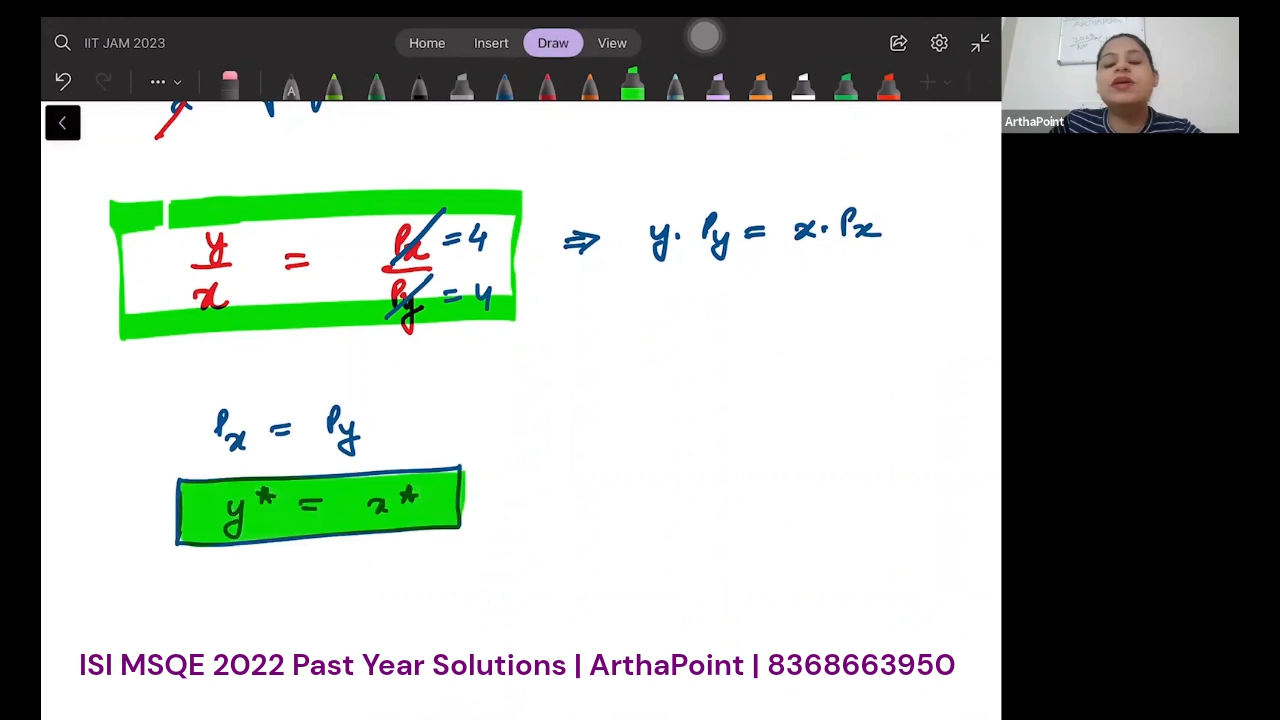 IIT JAM 2023
Home Insert Draw View
A
ArthaPoint
y/x = Px = 4 / Py = 4 ⇒ y. Py = x. Px
Px = Py
y* = x*
ISI MSQE 2022 Past Year Solutions | ArthaPoint | 8368663950